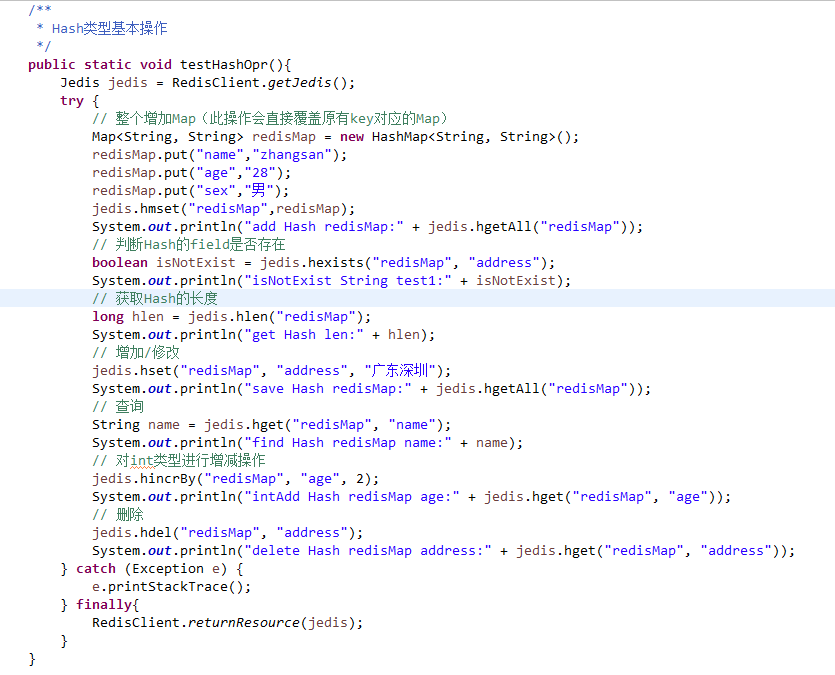 /**
 * Hash类型基本操作
 */
public static void testHashOpr(){
    Jedis jedis = RedisClient.getJedis();
    try {
        // 整个增加Map（此操作会直接覆盖原有key对应的Map）
        Map<String, String> redisMap = new HashMap<String, String>();
        redisMap.put("name","zhangsan");
        redisMap.put("age","28");
        redisMap.put("sex","男");
        jedis.hmset("redisMap",redisMap);
        System.out.println("add Hash redisMap:" + jedis.hgetAll("redisMap"));
        // 判断Hash的field是否存在
        boolean isNotExist = jedis.hexists("redisMap", "address");
        System.out.println("isNotExist String test1:" + isNotExist);
        // 获取Hash的长度
        long hlen = jedis.hlen("redisMap");
        System.out.println("get Hash len:" + hlen);
        // 增加/修改
        jedis.hset("redisMap", "address", "广东深圳");
        System.out.println("save Hash redisMap:" + jedis.hgetAll("redisMap"));
        // 查询
        String name = jedis.hget("redisMap", "name");
        System.out.println("find Hash redisMap name:" + name);
        // 对int类型进行增减操作
        jedis.hincrBy("redisMap", "age", 2);
        System.out.println("intAdd Hash redisMap age:" + jedis.hget("redisMap", "age"));
        // 删除
        jedis.hdel("redisMap", "address");
        System.out.println("delete Hash redisMap address:" + jedis.hget("redisMap", "address"));
    } catch (Exception e) {
        e.printStackTrace();
    } finally{
        RedisClient.returnResource(jedis);
    }
}